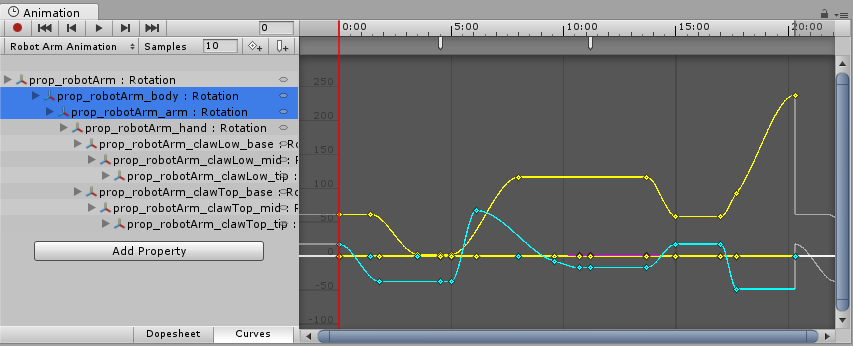 Animation
0
0:00 5:00 10:00 15:00 20:00
Robot Arm Animation Samples 10
prop_robotArm : Rotation
prop_robotArm_body : Rotation
prop_robotArm_arm : Rotation
prop_robotArm_hand : Rotation
prop_robotArm_clawLow_base : Ro
prop_robotArm_clawLow_mid : F
prop_robotArm_clawLow_tip
prop_robotArm_clawTop_base : Ro
prop_robotArm_clawTop_mid : F
prop_robotArm_clawTop_tip
Add Property
250
200
150
100
50
0
-50
-100
Dopesheet Curves